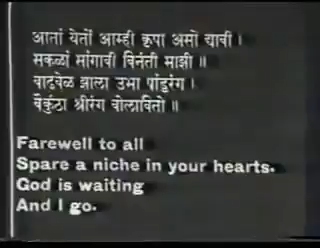 आतां येतों आम्ही कृपा असो द्यावी ।
सकळां सांगावी विनंती माझी ॥
वाढवेळ झाला उभा पांडुरंग ।
वैकुंठा श्रीरंग बोलावितो ॥
Farewell to all
Spare a niche in your hearts.
God is waiting
And I go.